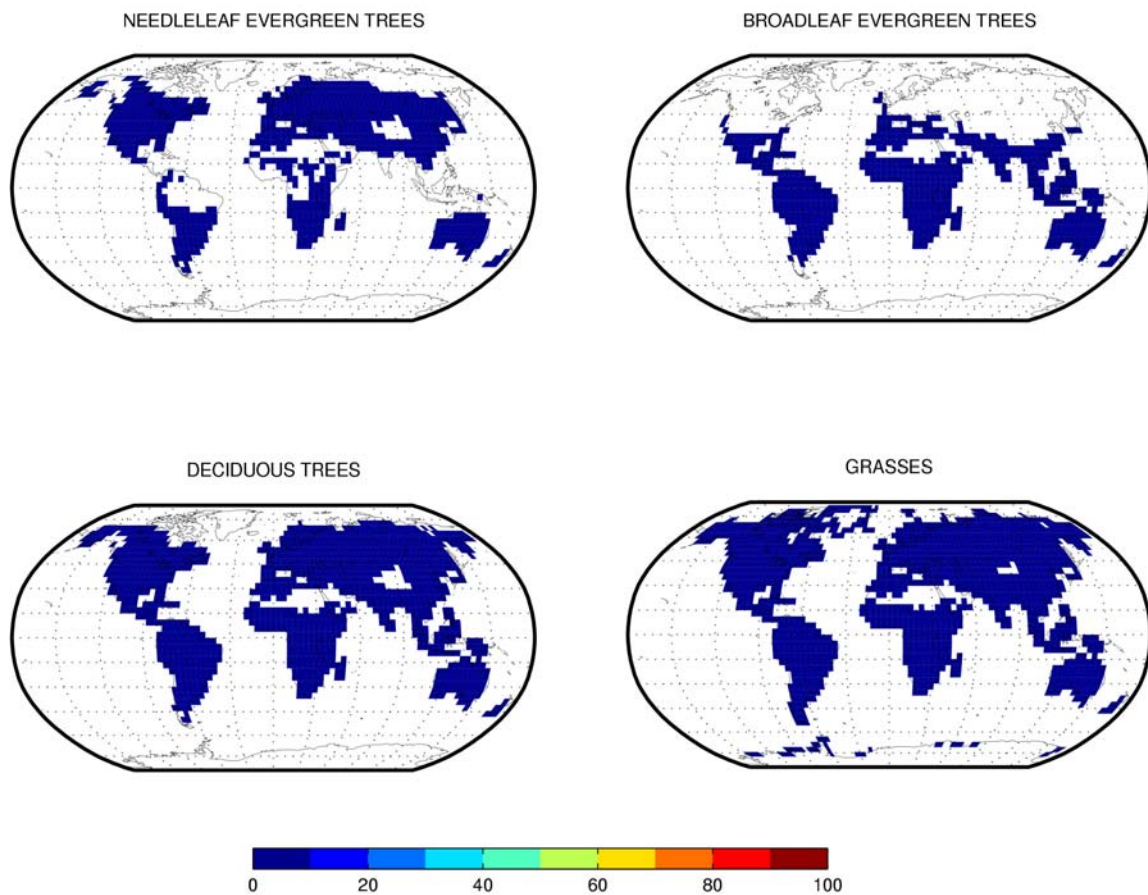 NEEDLELEAF EVERGREEN TREES
BROADLEAF EVERGREEN TREES
DECIDUOUS TREES
GRASSES
0 20 40 60 80 100